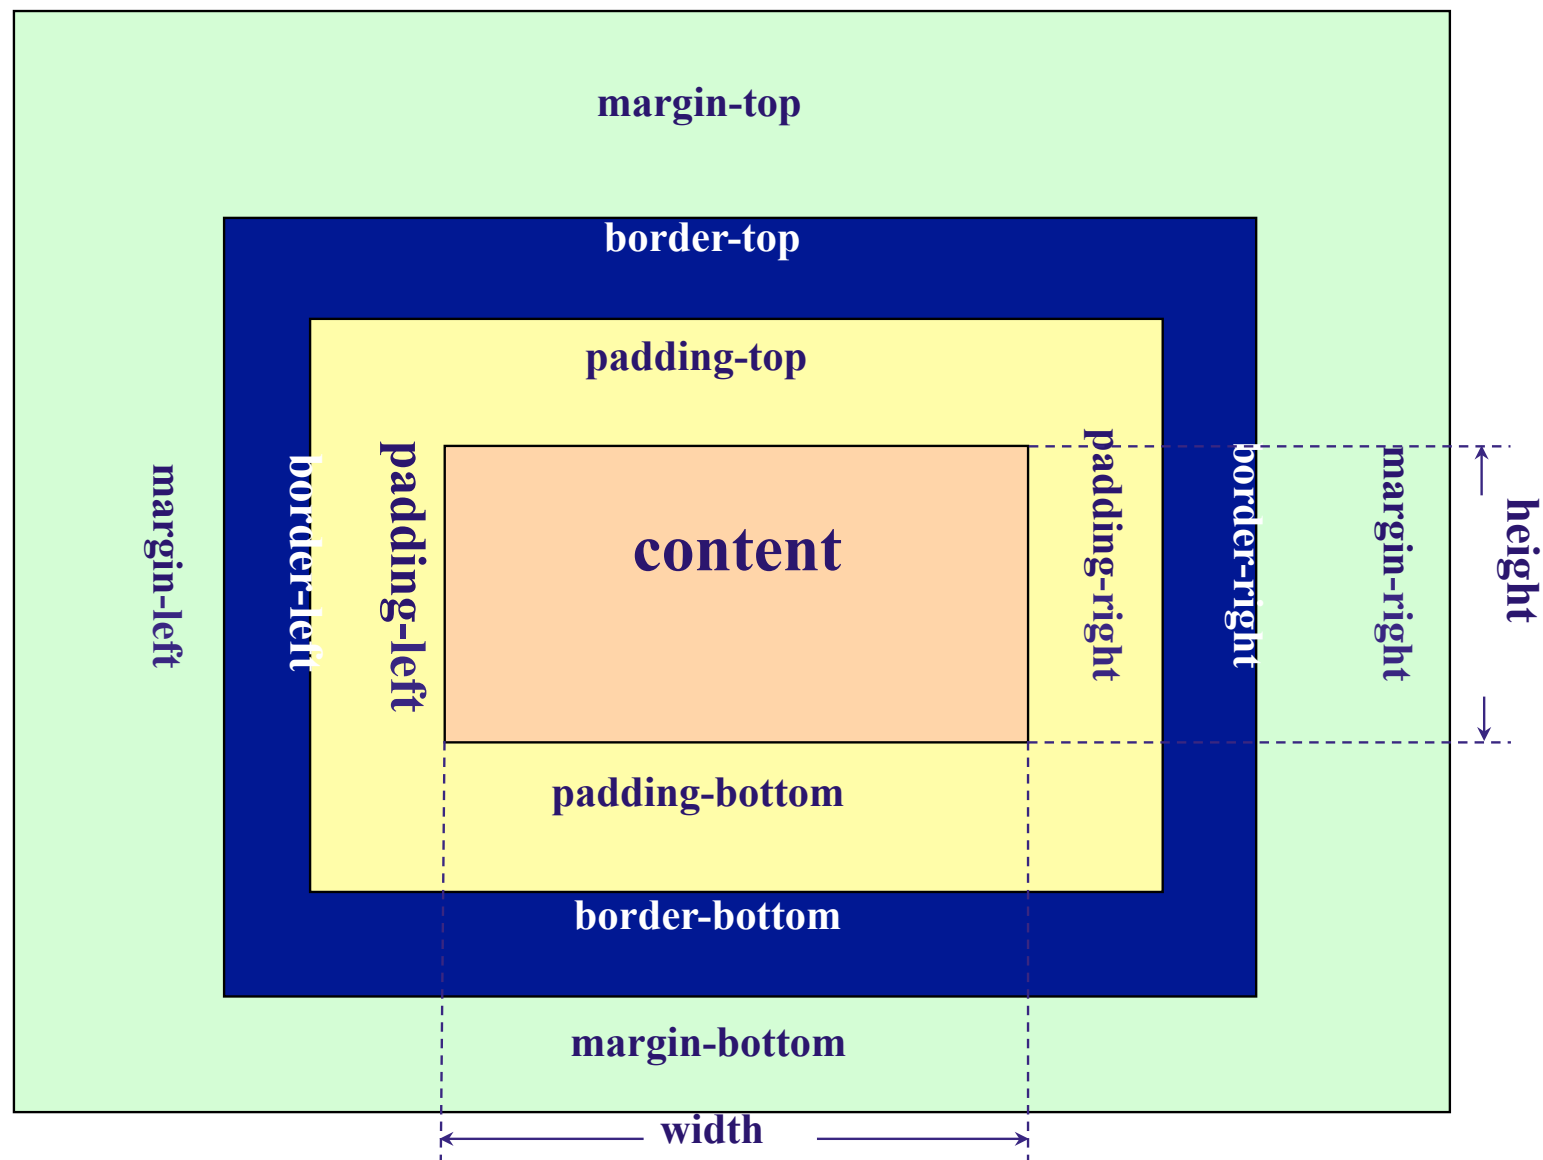 margin-top
border-top
padding-top
margin-left
border-left
padding-left
content
padding-right
border-right
margin-right
height
padding-bottom
border-bottom
margin-bottom
width